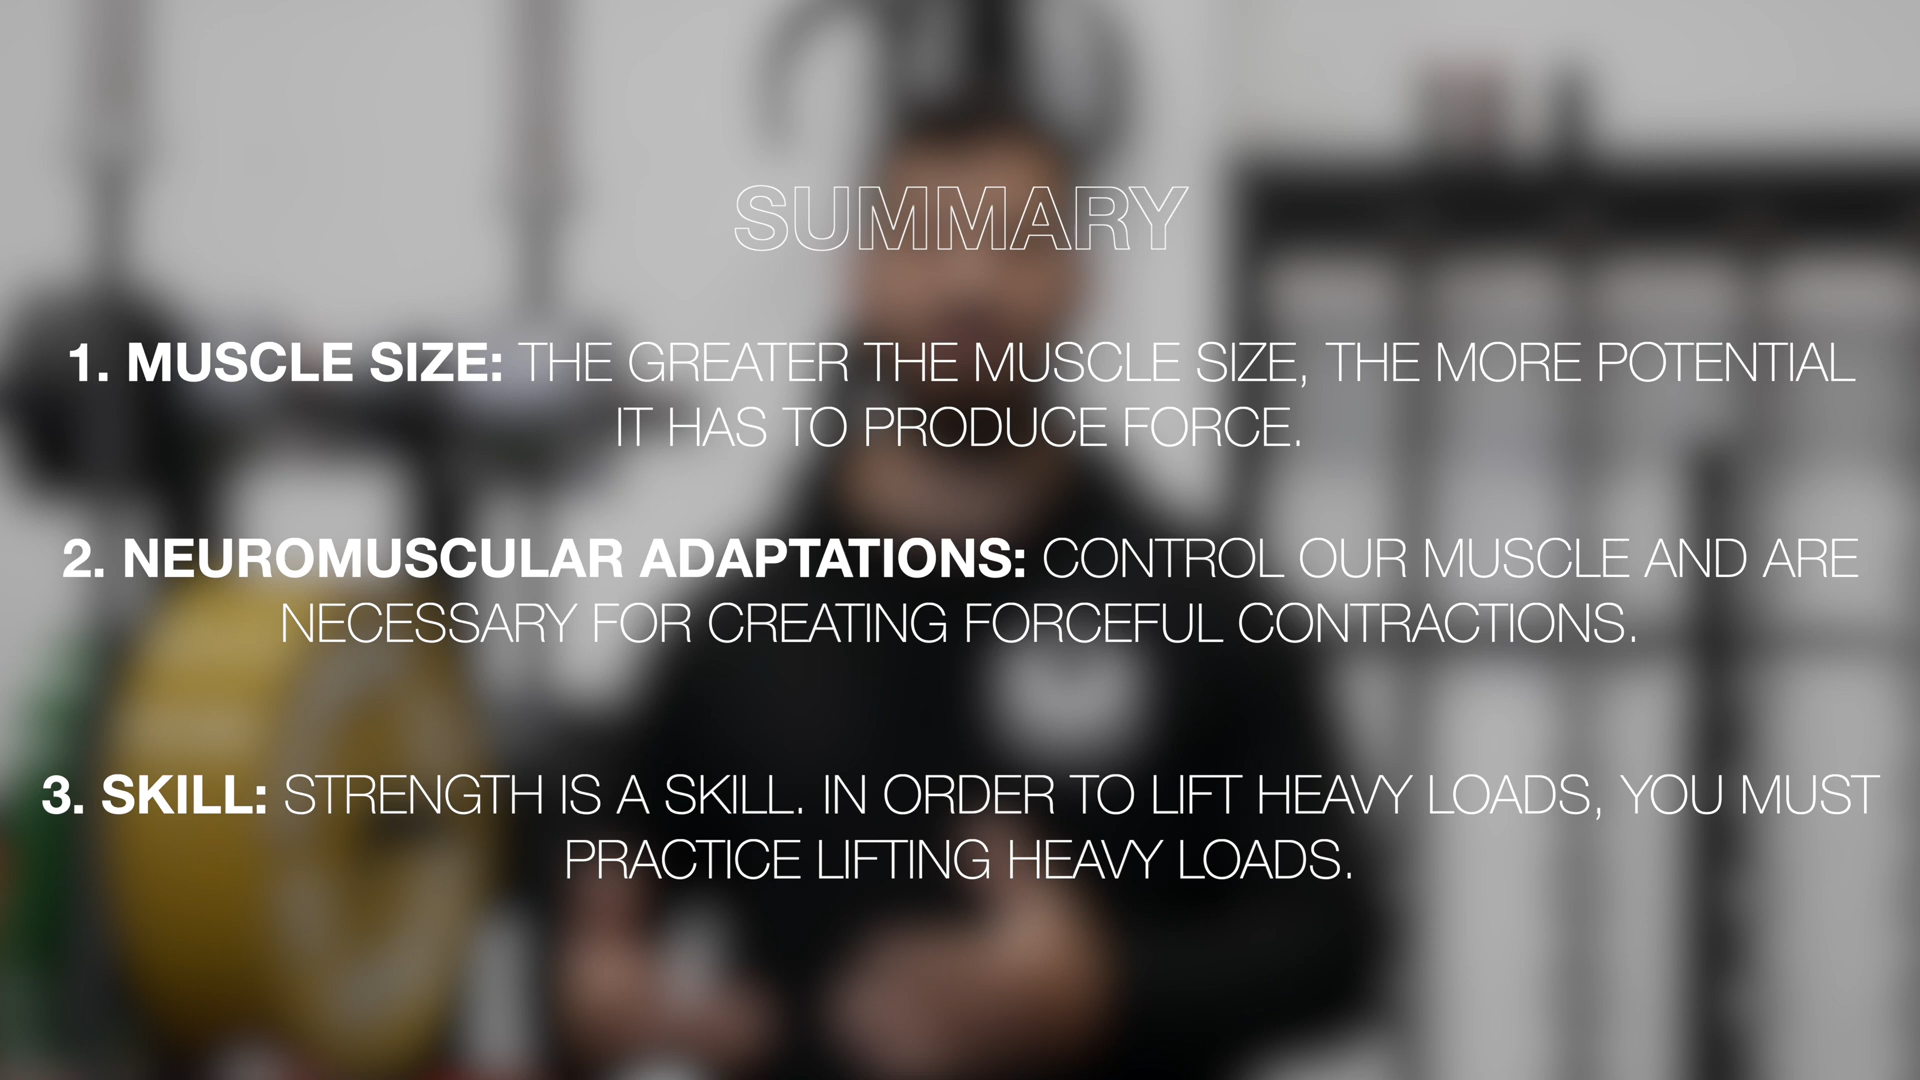 SUMMARY
1. MUSCLE SIZE: THE GREATER THE MUSCLE SIZE, THE MORE POTENTIAL
IT HAS TO PRODUCE FORCE.
2. NEUROMUSCULAR ADAPTATIONS: CONTROL OUR MUSCLE AND ARE
NECESSARY FOR CREATING FORCEFUL CONTRACTIONS.
3. SKILL: STRENGTH IS A SKILL. IN ORDER TO LIFT HEAVY LOADS, YOU MUST
PRACTICE LIFTING HEAVY LOADS.